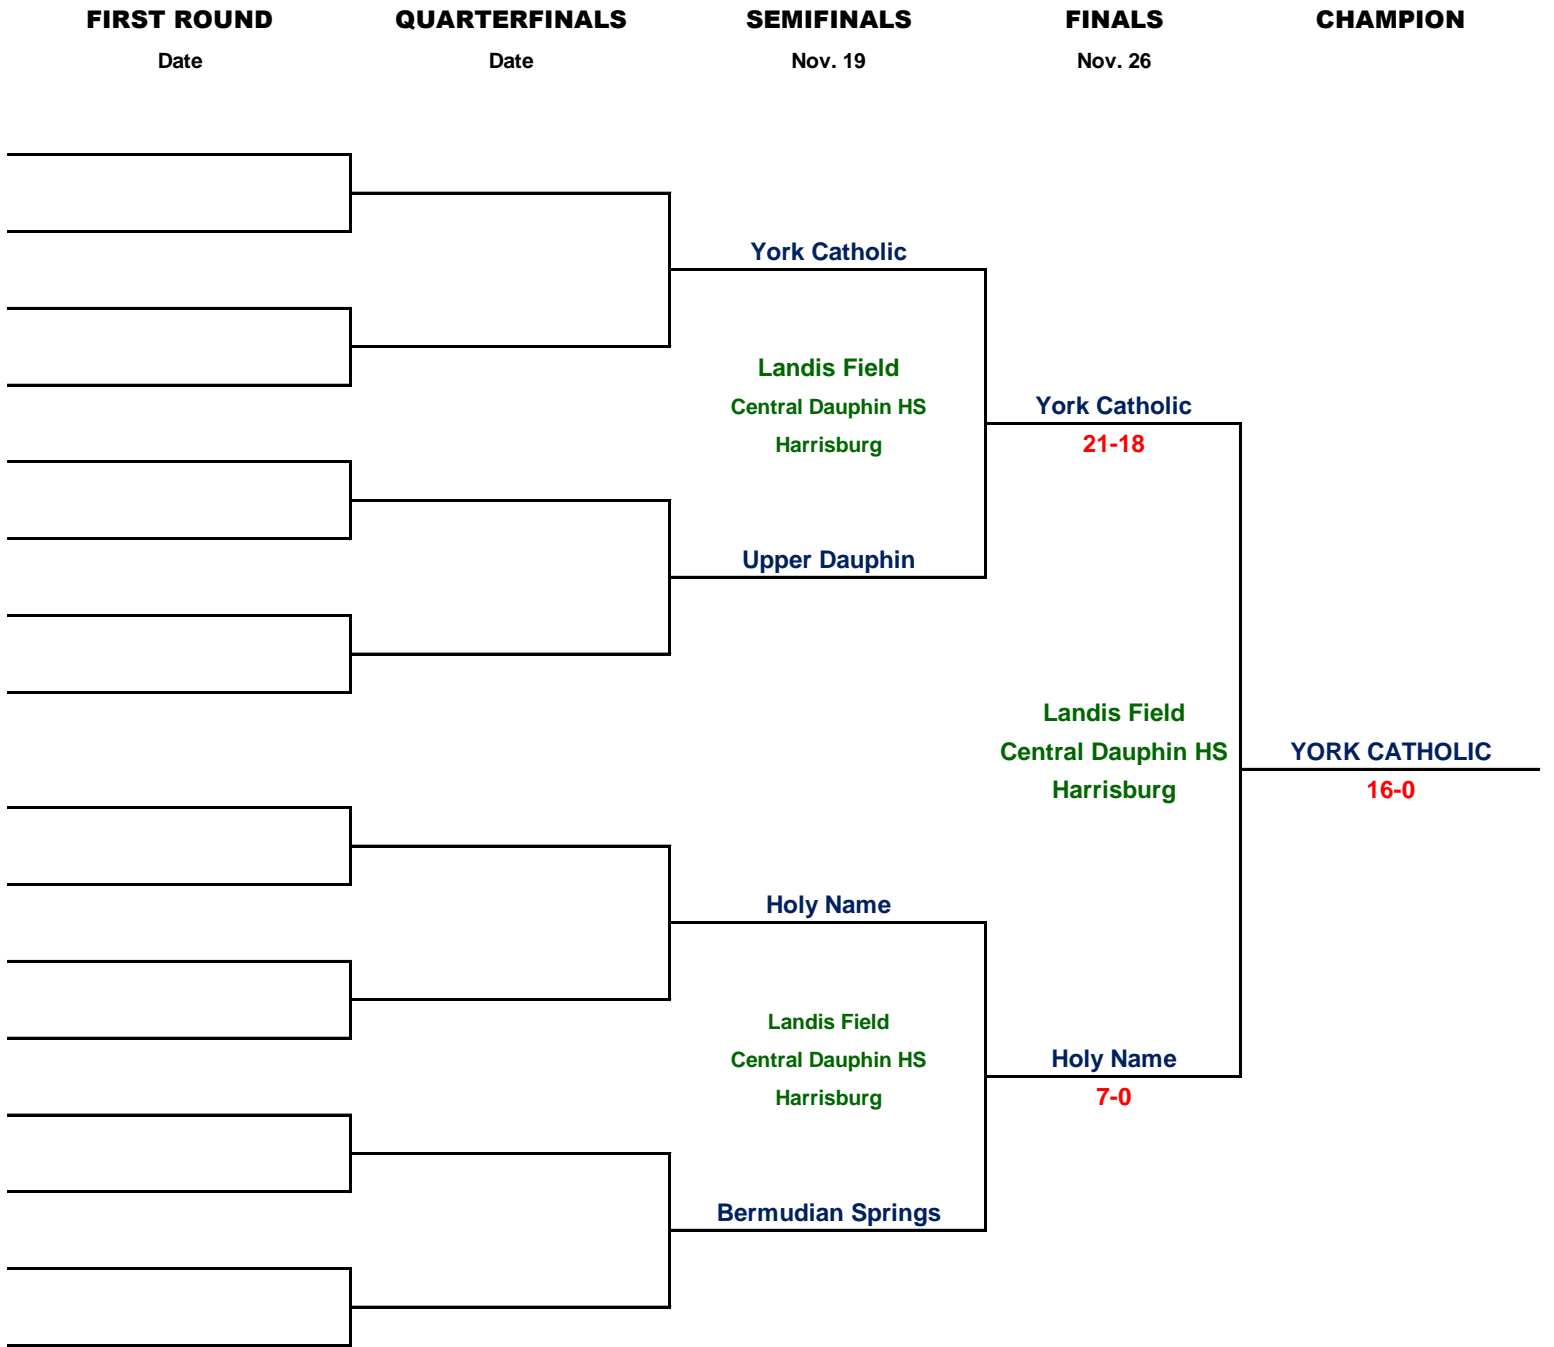 FIRST ROUND QUARTERFINALS SEMIFINALS FINALS CHAMPION
Date Date Nov. 19 Nov. 26
York Catholic
Landis Field
Central Dauphin HS
Harrisburg
York Catholic
21-18
Upper Dauphin
Landis Field
Central Dauphin HS
Harrisburg
YORK CATHOLIC
16-0
Holy Name
Landis Field
Central Dauphin HS
Harrisburg
Holy Name
7-0
Bermudian Springs